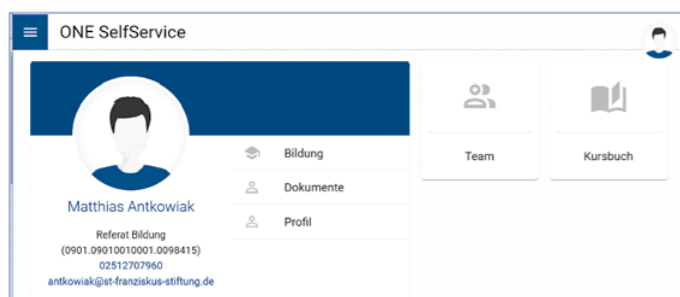 ONE SelfService
Matthias Antkowiak
Referat Bildung
(0901.09010010001.0098415)
02512707960
antkowiak@st-franziskus-stiftung.de
Bildung
Dokumente
Profil
Team
Kursbuch